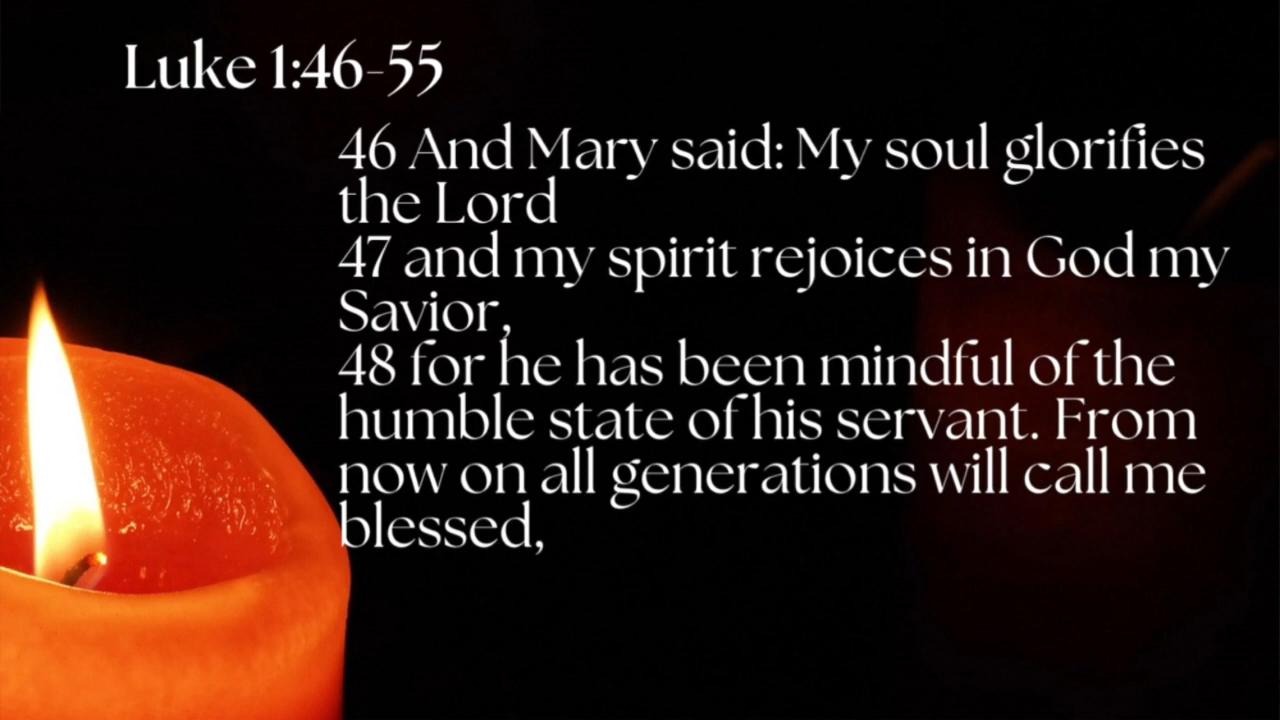 Luke 1:46-55
46 And Mary said: My soul glorifies
the Lord
47 and my spirit rejoices in God my
Savior,
48 for he has been mindful of the
humble state of his servant. From
now on all generations will call me
blessed,